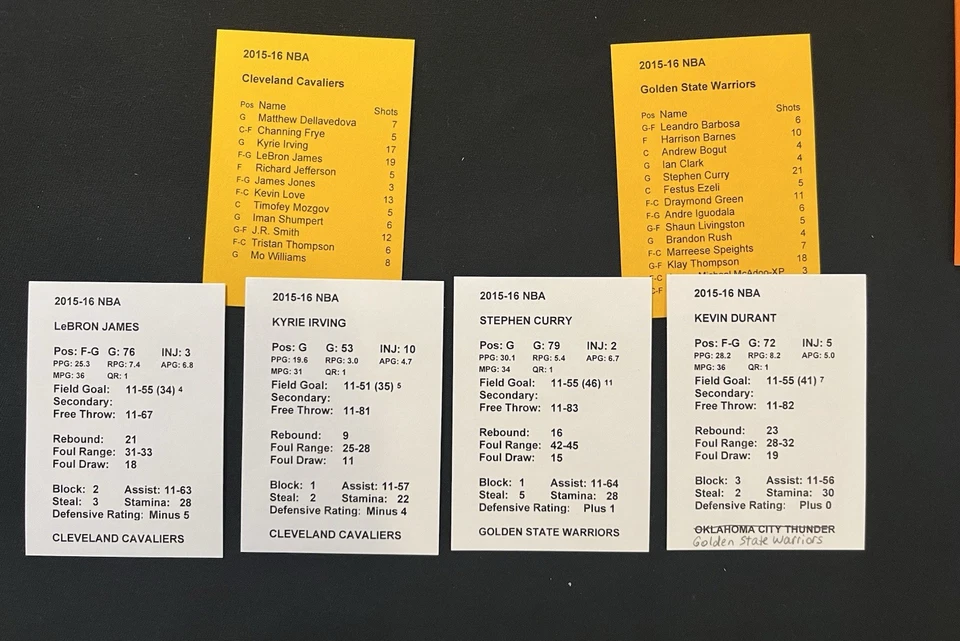 2015-16 NBA
Cleveland Cavaliers
Pos Name Shots
G Matthew Dellavedova 7
C-F Channing Frye 5
G Kyrie Irving 17
F-G LeBron James 19
F Richard Jefferson 5
F-G James Jones 3
F-C Kevin Love 13
C Timofey Mozgov 5
G Iman Shumpert 6
G-F J.R. Smith 12
F-C Tristan Thompson 6
G Mo Williams 8
2015-16 NBA
Golden State Warriors
Pos Name Shots
G-F Leandro Barbosa 6
F Harrison Barnes 10
C Andrew Bogut 4
G Ian Clark 4
G Stephen Curry 21
C Festus Ezeli 5
F-C Draymond Green 11
F-G Andre Iguodala 6
G-F Shaun Livingston 5
G Brandon Rush 4
F-C Marreese Speights 7
G-F Klay Thompson 18
F-C Michael McAdoo-XP 3
C-F
2015-16 NBA
LeBRON JAMES
Pos: F-G G: 76 INJ: 3
PPG: 25.3 RPG: 7.4 APG: 6.8
MPG: 36 QR: 1
Field Goal: 11-55 (34) 4
Secondary:
Free Throw: 11-67
Rebound: 21
Foul Range: 31-33
Foul Draw: 18
Block: 2 Assist: 11-63
Steal: 3 Stamina: 28
Defensive Rating: Minus 5
CLEVELAND CAVALIERS
2015-16 NBA
KYRIE IRVING
Pos: G G: 53 INJ: 10
PPG: 19.6 RPG: 3.0 APG: 4.7
MPG: 31 QR: 1
Field Goal: 11-51 (35) 5
Secondary:
Free Throw: 11-81
Rebound: 9
Foul Range: 25-28
Foul Draw: 11
Block: 1 Assist: 11-57
Steal: 2 Stamina: 22
Defensive Rating: Minus 4
CLEVELAND CAVALIERS
2015-16 NBA
STEPHEN CURRY
Pos: G G: 79 INJ: 2
PPG: 30.1 RPG: 5.4 APG: 6.7
MPG: 34 QR: 1
Field Goal: 11-55 (46) 11
Secondary:
Free Throw: 11-83
Rebound: 16
Foul Range: 42-45
Foul Draw: 15
Block: 1 Assist: 11-64
Steal: 5 Stamina: 28
Defensive Rating: Plus 1
GOLDEN STATE WARRIORS
2015-16 NBA
KEVIN DURANT
Pos: F-G G: 72 INJ: 5
PPG: 28.2 RPG: 8.2 APG: 5.0
MPG: 36 QR: 1
Field Goal: 11-55 (41) 7
Secondary:
Free Throw: 11-82
Rebound: 23
Foul Range: 28-32
Foul Draw: 19
Block: 3 Assist: 11-56
Steal: 2 Stamina: 30
Defensive Rating: Plus 0
OKLAHOMA CITY THUNDER
Golden State Warriors